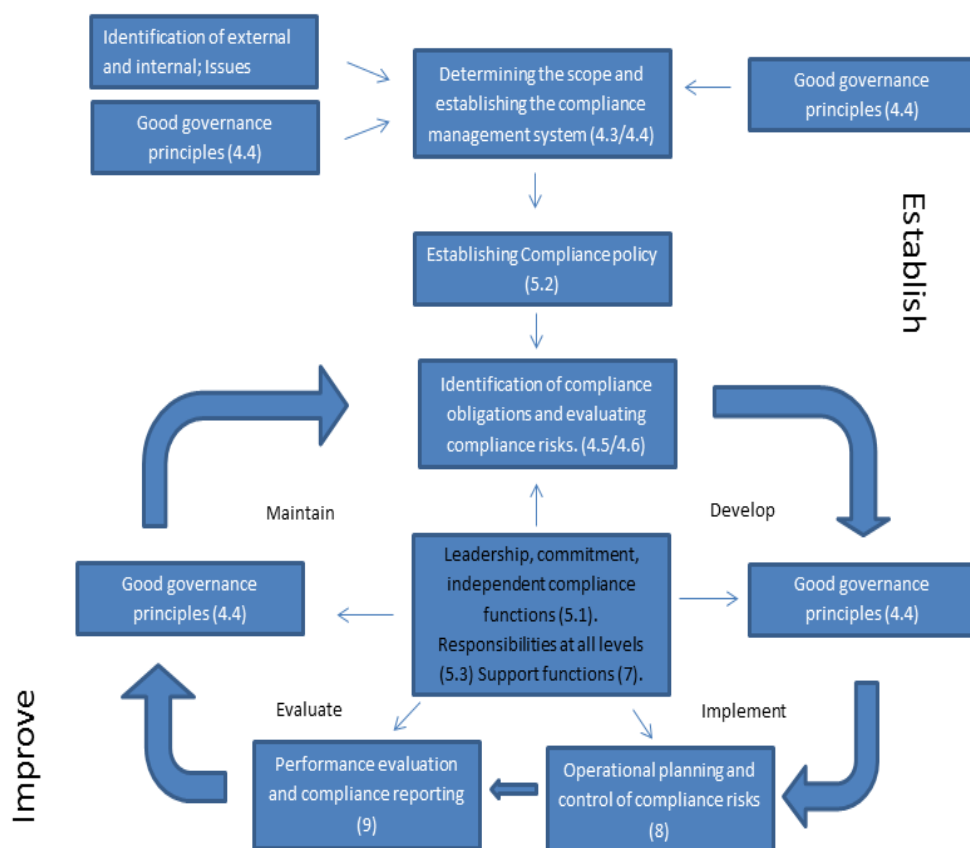 Identification of external
and internal; Issues
Good governance
principles (4.4)
Determining the scope and
establishing the compliance
management system (4.3/4.4)
Good governance
principles (4.4)
Establish
Establishing Compliance policy
(5.2)
Identification of compliance
obligations and evaluating
compliance risks. (4.5/4.6)
Maintain
Develop
Good governance
principles (4.4)
Leadership, commitment,
independent compliance
functions (5.1).
Responsibilities at all levels
(5.3) Support functions (7).
Good governance
principles (4.4)
Improve
Evaluate
Implement
Performance evaluation
and compliance reporting
(9)
Operational planning and
control of compliance risks
(8)